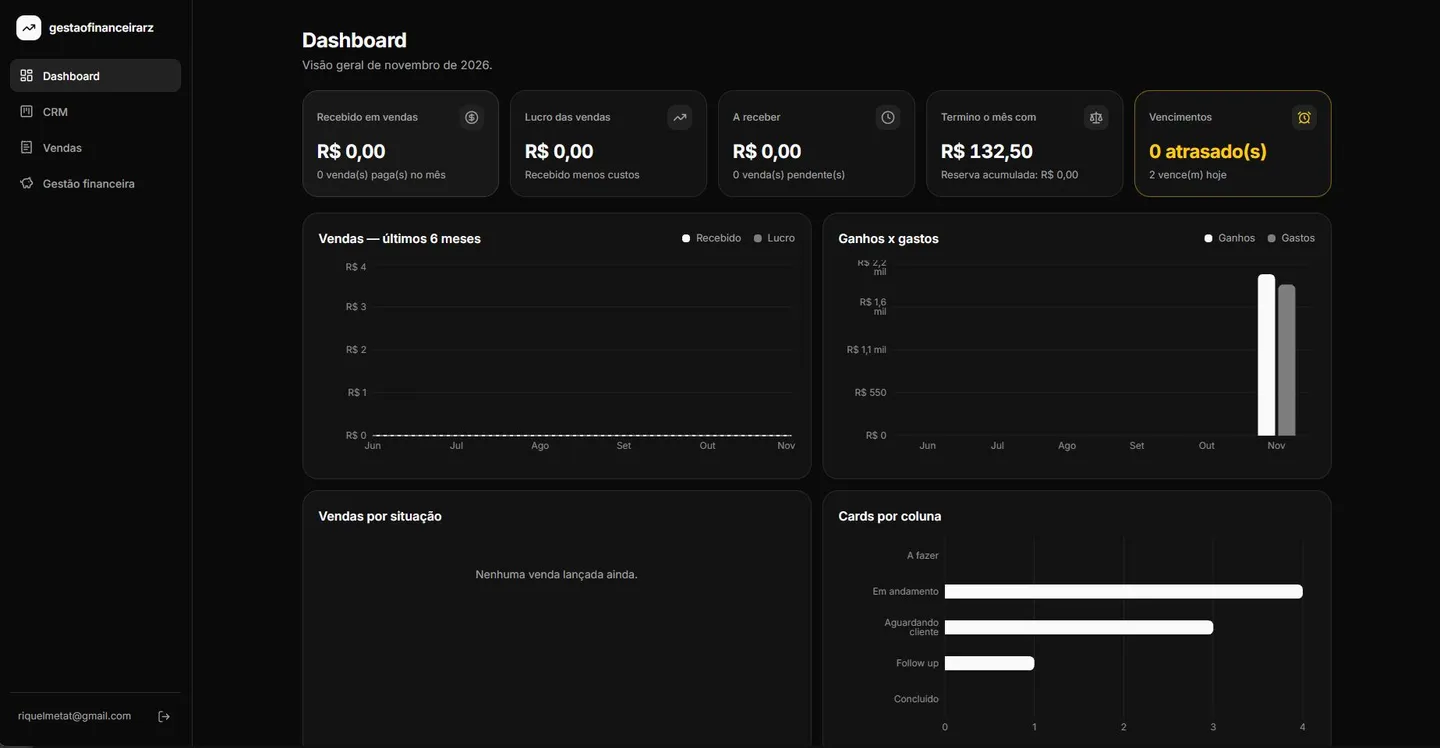 gestaofinanceirarz
Dashboard
CRM
Vendas
Gestão financeira
riquelmetat@gmail.com
Dashboard
Visão geral de novembro de 2026.
Recebido em vendas
R$ 0,00
0 venda(s) paga(s) no mês
Lucro das vendas
R$ 0,00
Recebido menos custos
A receber
R$ 0,00
0 venda(s) pendente(s)
Termino o mês com
R$ 132,50
Reserva acumulada: R$ 0,00
Vencimentos
0 atrasado(s)
2 vence(m) hoje
Vendas — últimos 6 meses
Recebido
Lucro
R$ 4
R$ 3
R$ 2
R$ 1
R$ 0
Jun Jul Ago Set Out Nov
Ganhos x gastos
Ganhos
Gastos
R$ 2,2
mil
R$ 1,6
mil
R$ 1,1 mil
R$ 550
R$ 0
Jun Jul Ago Set Out Nov
Vendas por situação
Nenhuma venda lançada ainda.
Cards por coluna
A fazer
Em andamento
Aguardando
cliente
Follow up
Concluído
0 1 2 3 4